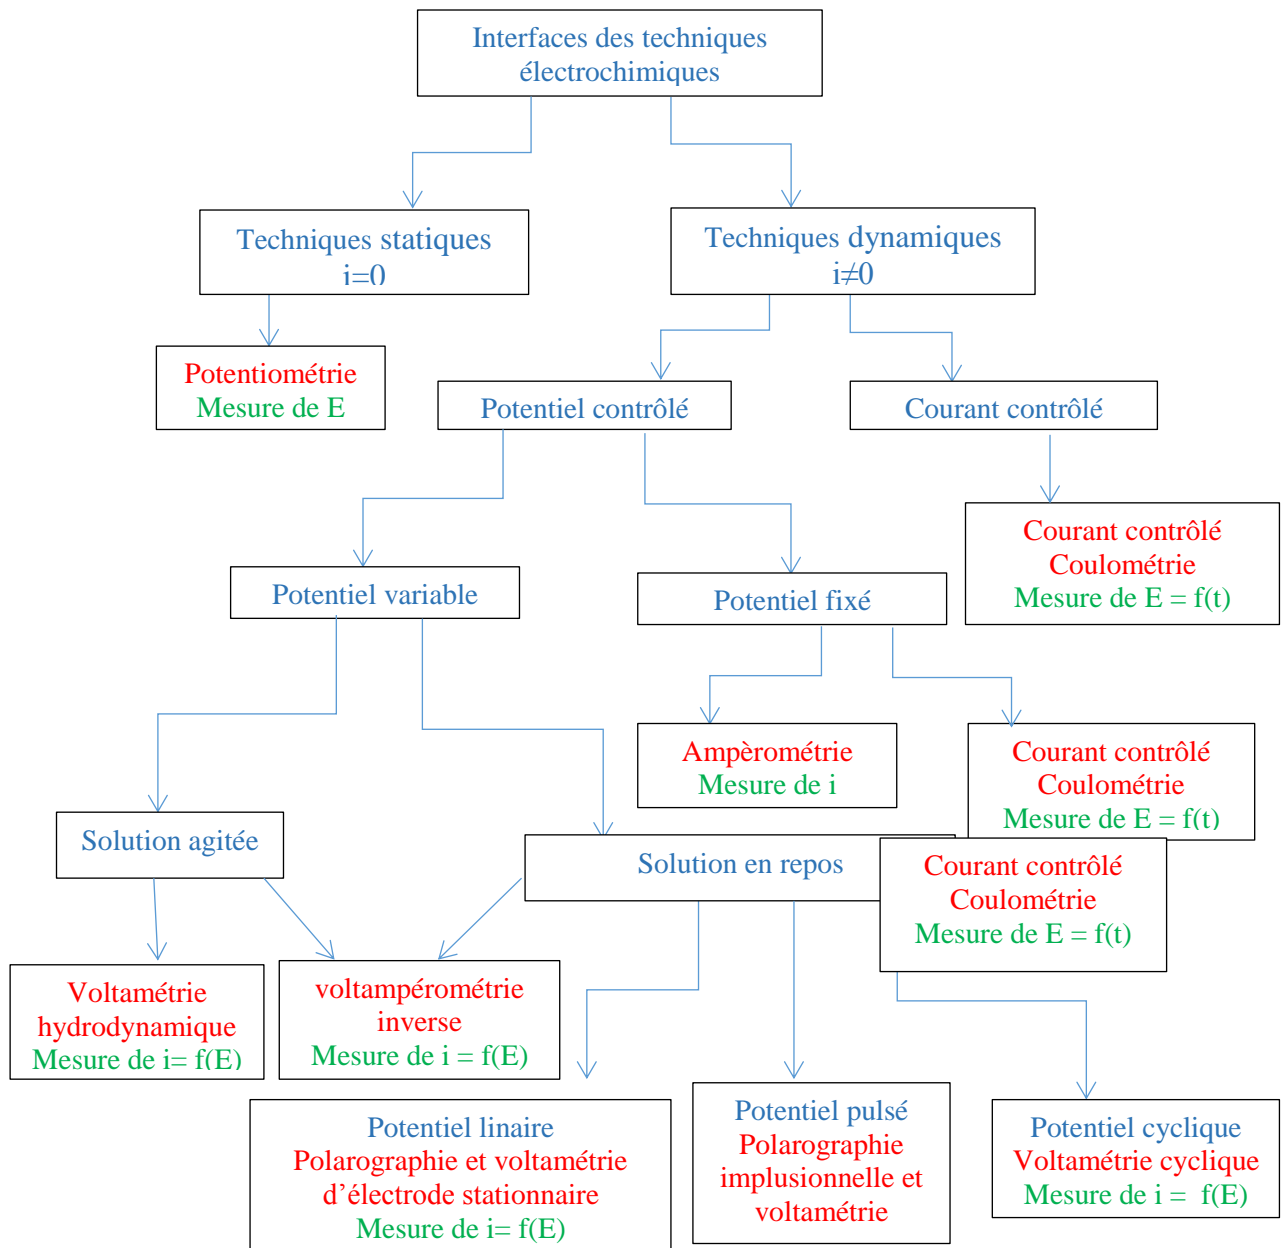 Interfaces des techniques
électrochimiques
Techniques statiques
i=0
Techniques dynamiques
i≠0
Potentiométrie
Mesure de E
Potentiel contrôlé
Courant contrôlé
Courant contrôlé
Coulométrie
Mesure de E = f(t)
Potentiel variable
Potentiel fixé
Ampèrométrie
Mesure de i
Courant contrôlé
Coulométrie
Mesure de E = f(t)
Solution agitée
Solution en repos
Courant contrôlé
Coulométrie
Mesure de E = f(t)
Voltamétrie
hydrodynamique
Mesure de i= f(E)
voltampérométrie
inverse
Mesure de i = f(E)
Potentiel linaire
Polarographie et voltamétrie
d’électrode stationnaire
Mesure de i= f(E)
Potentiel pulsé
Polarographie
implusionnelle et
voltamétrie
Potentiel cyclique
Voltamétrie cyclique
Mesure de i = f(E)